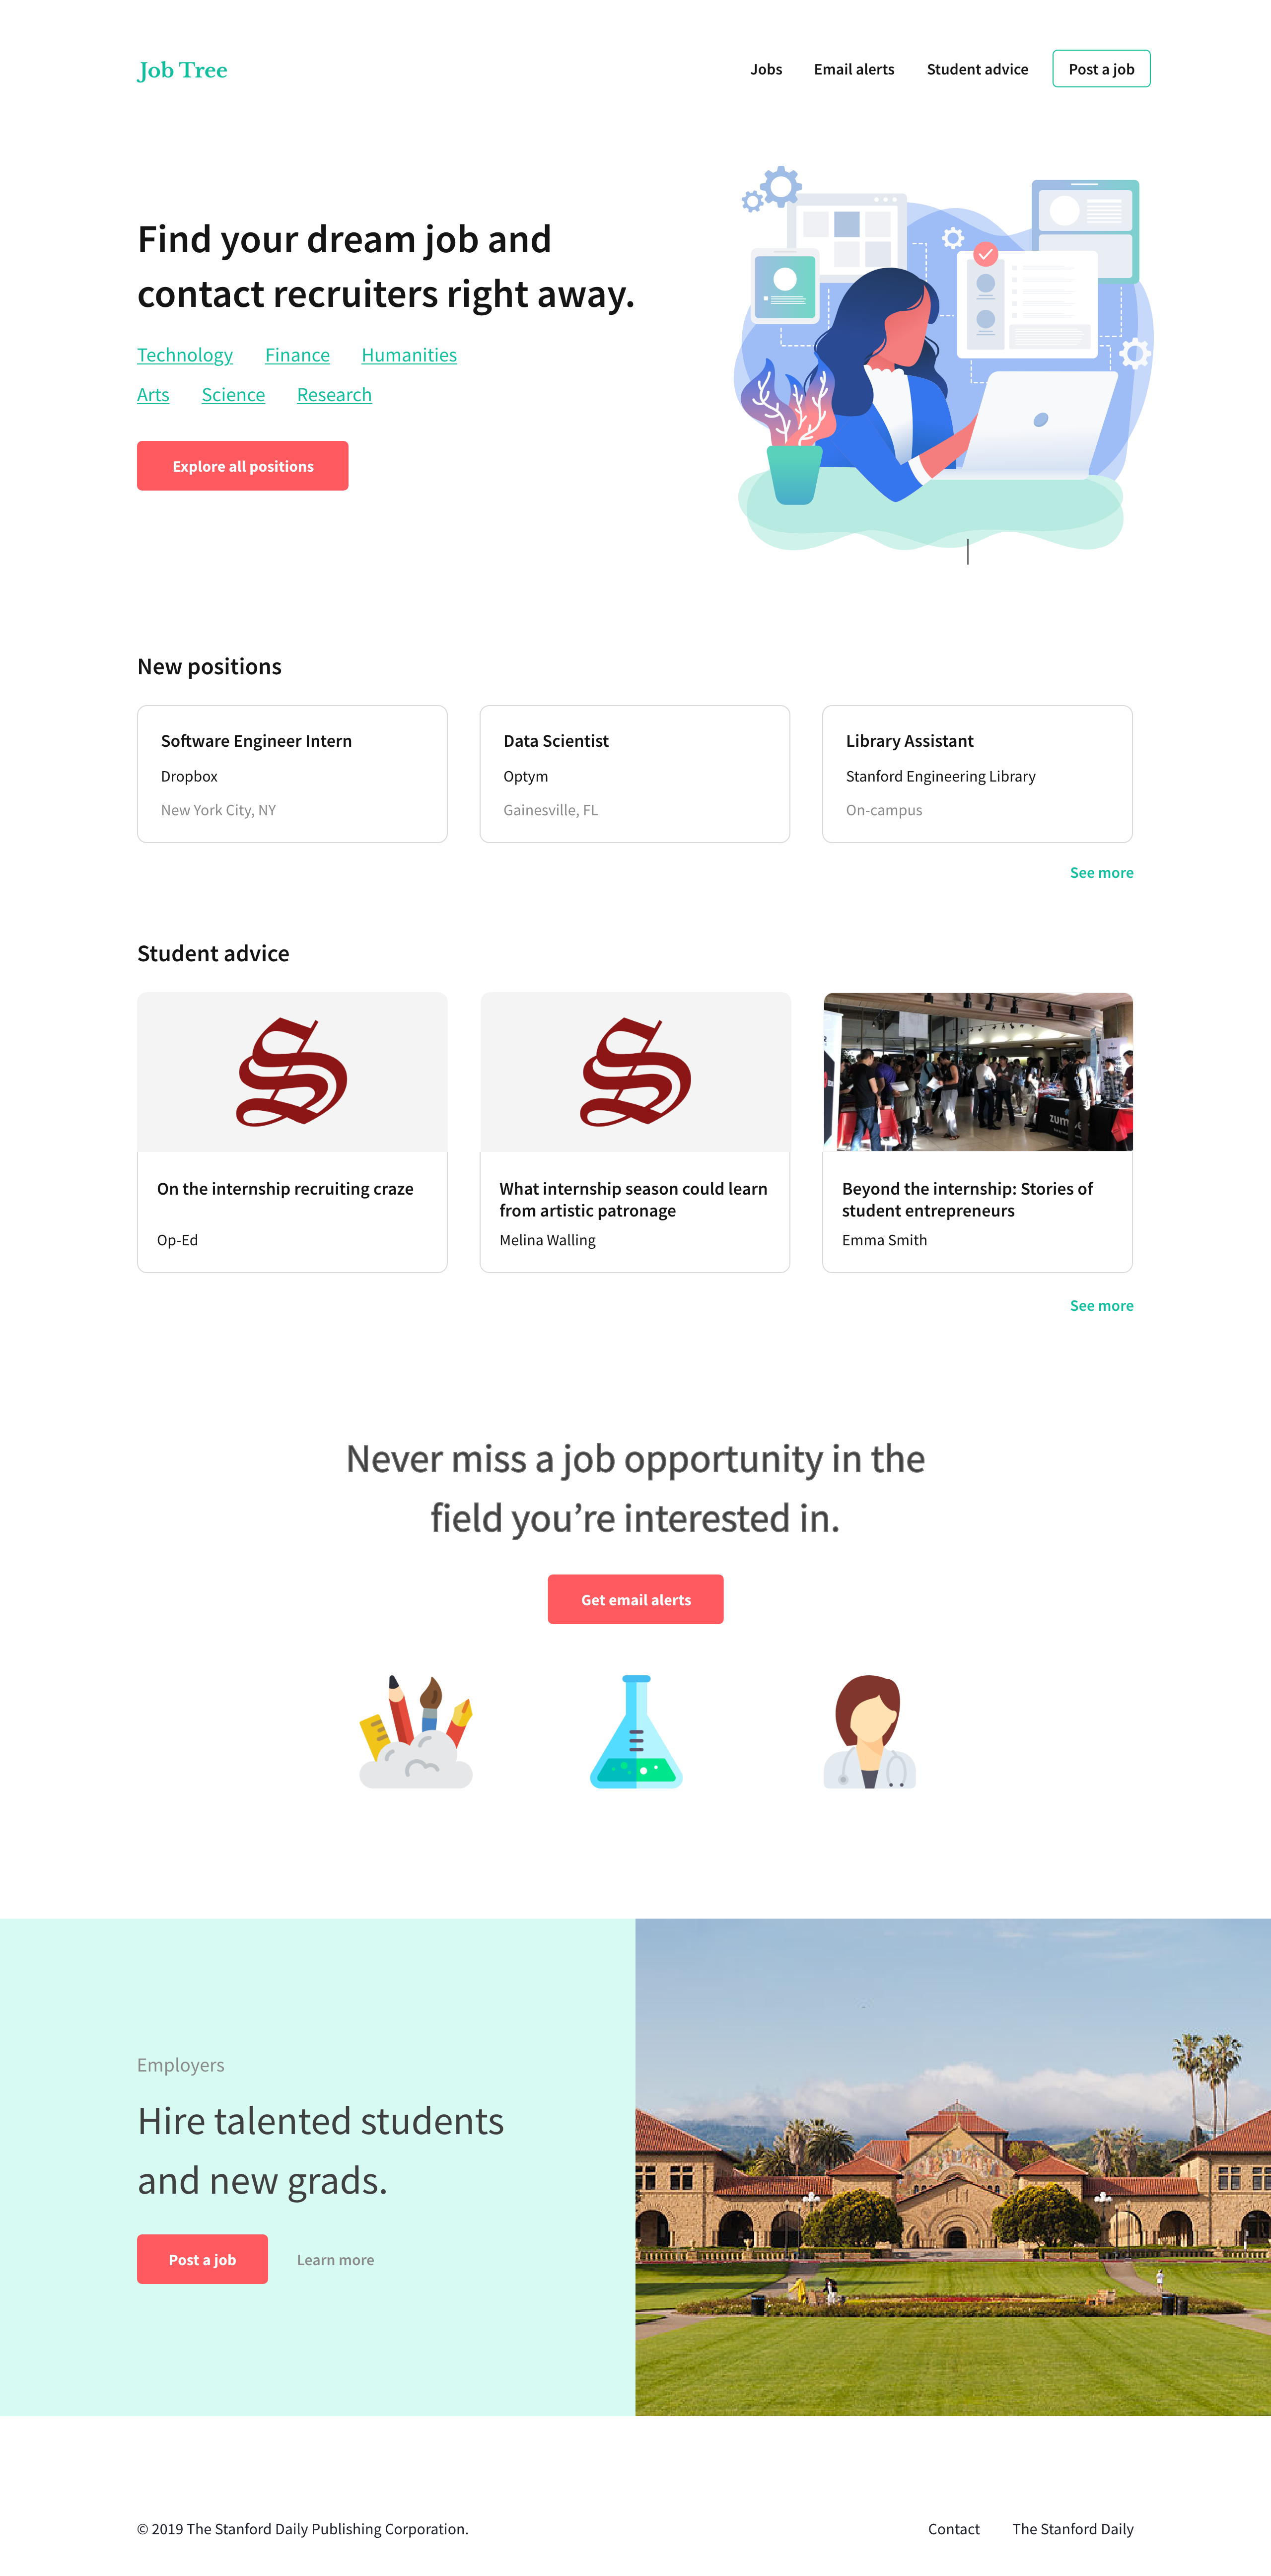 Job Tree
Jobs Email alerts Student advice Post a job
Find your dream job and
contact recruiters right away.
Technology Finance Humanities
Arts Science Research
Explore all positions
New positions
Software Engineer Intern
Dropbox
New York City, NY
Data Scientist
Optym
Gainesville, FL
Library Assistant
Stanford Engineering Library
On-campus
See more
Student advice
S
On the internship recruiting craze
Op-Ed
S
What internship season could learn
from artistic patronage
Melina Walling
Beyond the internship: Stories of
student entrepreneurs
Emma Smith
See more
Never miss a job opportunity in the
field you’re interested in.
Get email alerts
Employers
Hire talented students
and new grads.
Post a job Learn more
© 2019 The Stanford Daily Publishing Corporation.
Contact The Stanford Daily